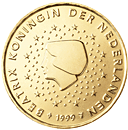 BEATRIX KONINGIN DER NEDERLANDEN
1999